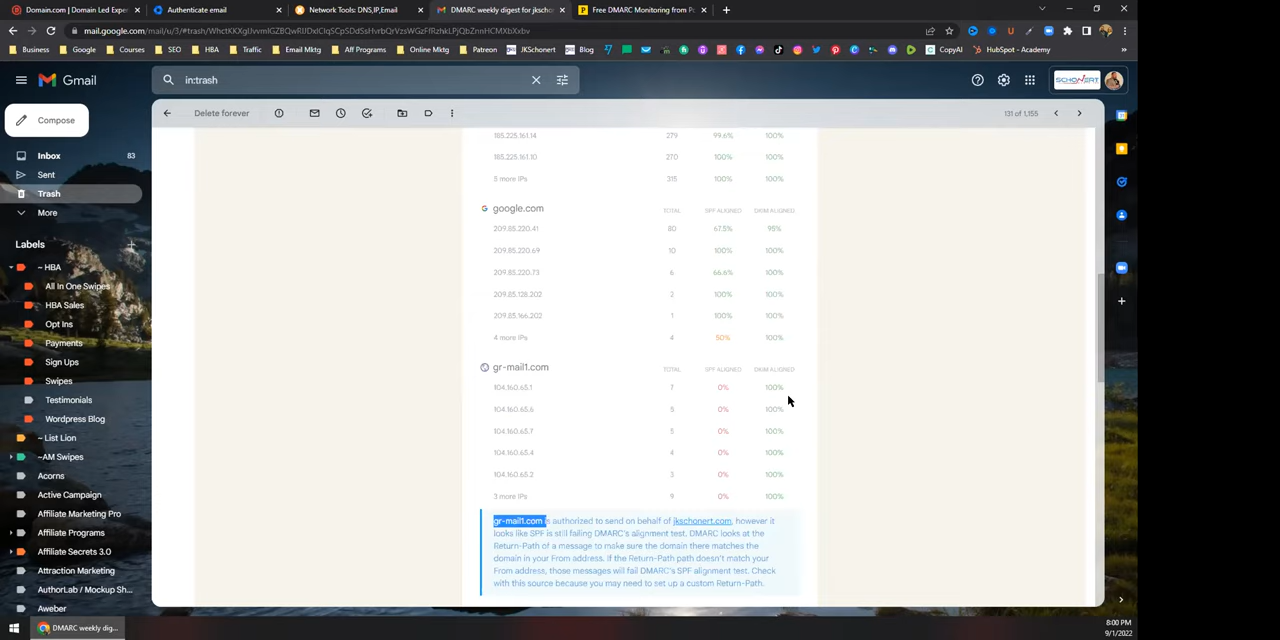 Domain.com | Domain Led Exper
Authenticate email
Network Tools: DNS,IP,Email
DMARC weekly digest for jkschon
Free DMARC Monitoring from Po
Business
Google
Courses
SEO
HBA
Traffic
Email Mktg
Aff Programs
Online Mktg
Patreon
JKSchonert
Blog
CopyAI
HubSpot - Academy
Gmail
in:trash
SCHONERT
Compose
Delete forever
131 of 1,155
Inbox 83
Sent
Trash
More
Labels
~ HBA
All In One Swipes
HBA Sales
Opt Ins
Payments
Sign Ups
Swipes
Testimonials
Wordpress Blog
~ List Lion
~AM Swipes
Acorns
Active Campaign
Affiliate Marketing Pro
Affiliate Programs
Affiliate Secrets 3.0
Attraction Marketing
AuthorLab / Mockup Sh...
Aweber
185.225.161.14 279 99.6% 100%
185.225.161.10 270 100% 100%
5 more IPs 315 100% 100%
google.com TOTAL SPF ALIGNED DKIM ALIGNED
209.85.220.41 80 67.5% 95%
209.85.220.69 10 100% 100%
209.85.220.73 6 66.6% 100%
209.85.128.202 2 100% 100%
209.85.166.202 1 100% 100%
4 more IPs 4 50% 100%
gr-mail1.com TOTAL SPF ALIGNED DKIM ALIGNED
104.160.65.1 7 0% 100%
104.160.65.6 5 0% 100%
104.160.65.7 5 0% 100%
104.160.65.4 4 0% 100%
104.160.65.2 3 0% 100%
3 more IPs 9 0% 100%
gr-mail1.com is authorized to send on behalf of jkschonert.com, however it
looks like SPF is still failing DMARC's alignment test. DMARC looks at the
Return-Path of a message to make sure the domain there matches the
domain in your From address. If the Return-Path path doesn't match your
From address, those messages will fail DMARC's SPF alignment test. Check
with this source because you may need to set up a custom Return-Path.
DMARC weekly dig...
8:00 PM
9/1/2022